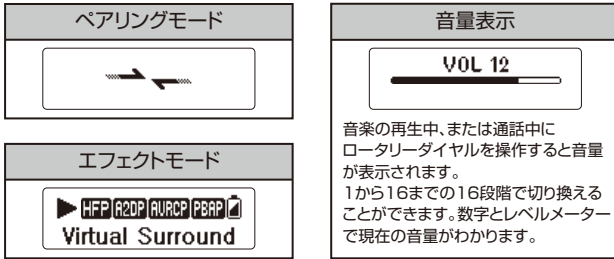 ペアリングモード
エフェクトモード
HFP A2DP AVRCP PBAP
Virtual Surround
音量表示
VOL 12
音楽の再生中、または通話中に
ロータリーダイヤルを操作すると音量
が表示されます。
1から16までの16段階で切り換える
ことができます。数字とレベルメーター
で現在の音量がわかります。